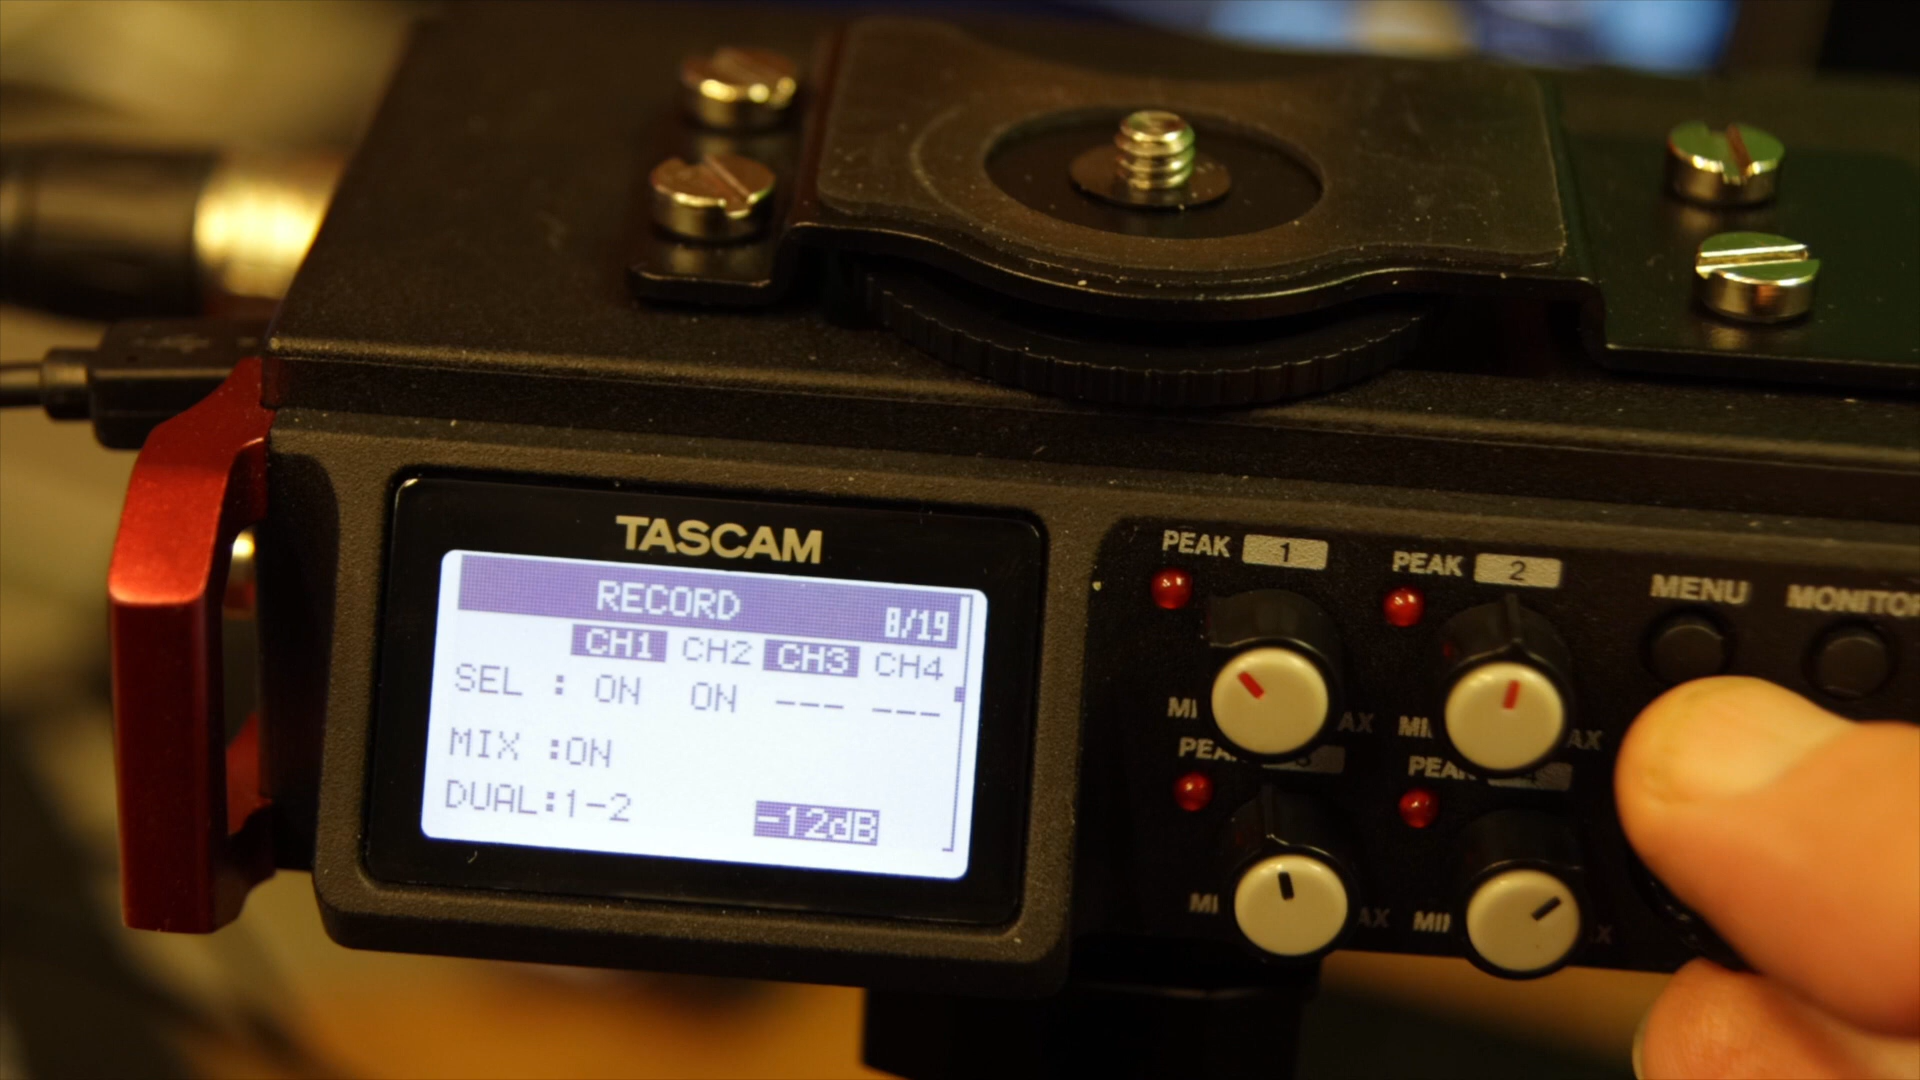 TASCAM
RECORD 8/19
CH1 CH2 CH3 CH4
SEL : ON ON --- ---
MIX :ON
DUAL:1-2 -12dB
PEAK 1
PEAK 2
MENU